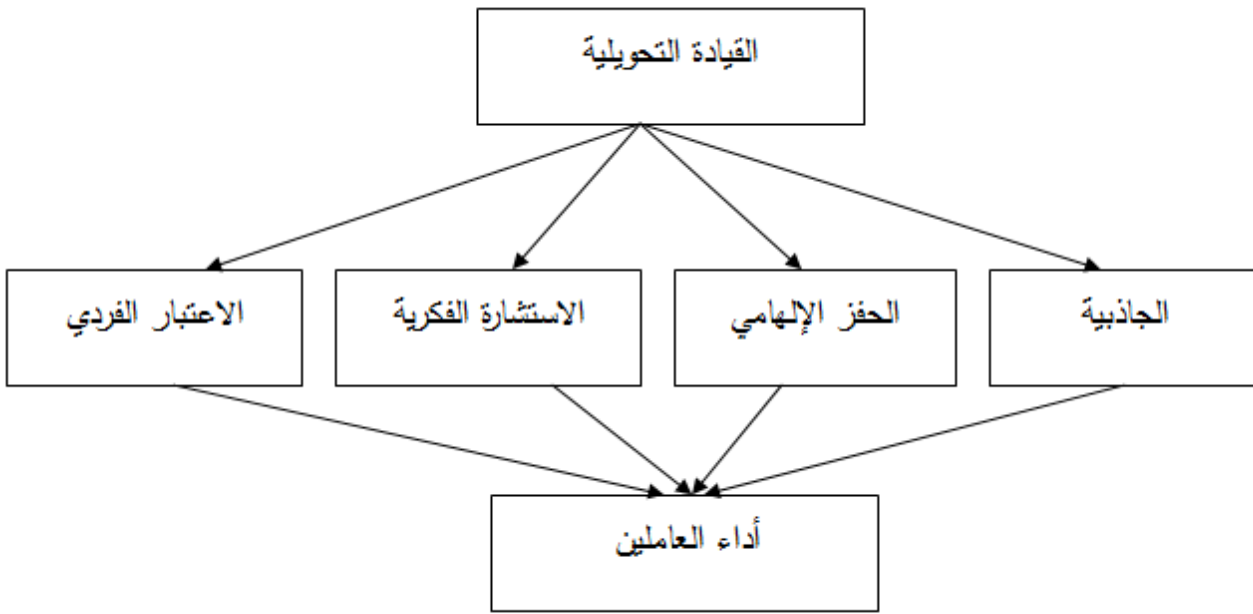 القيادة التحويلية
الجاذبية
الحفز الإلهامي
الاستشارة الفكرية
الاعتبار الفردي
أداء العاملين